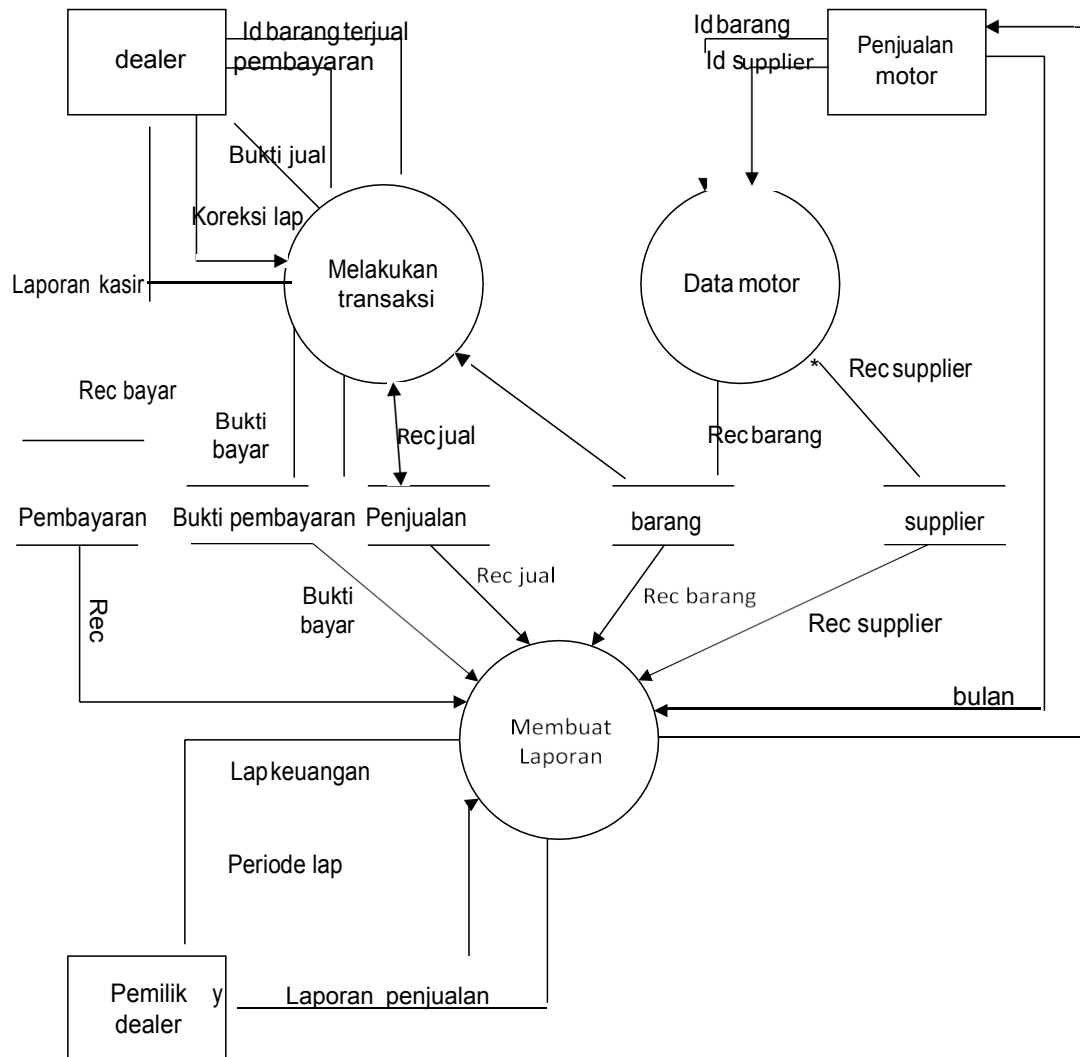 Id barang terjual
pembayaran
dealer
Id barang
Id supplier
Penjualan
motor
Bukti jual
Koreksi lap
Laporan kasir
Melakukan
transaksi
Data motor
Rec bayar
Bukti
bayar
Rec jual
Rec barang
* Rec supplier
Pembayaran
Bukti pembayaran
Penjualan
barang
supplier
Rec
Bukti
bayar
Rec jual
Rec barang
Rec supplier
bulan
Membuat
Laporan
Lap keuangan
Periode lap
Pemilik y
dealer
Laporan penjualan